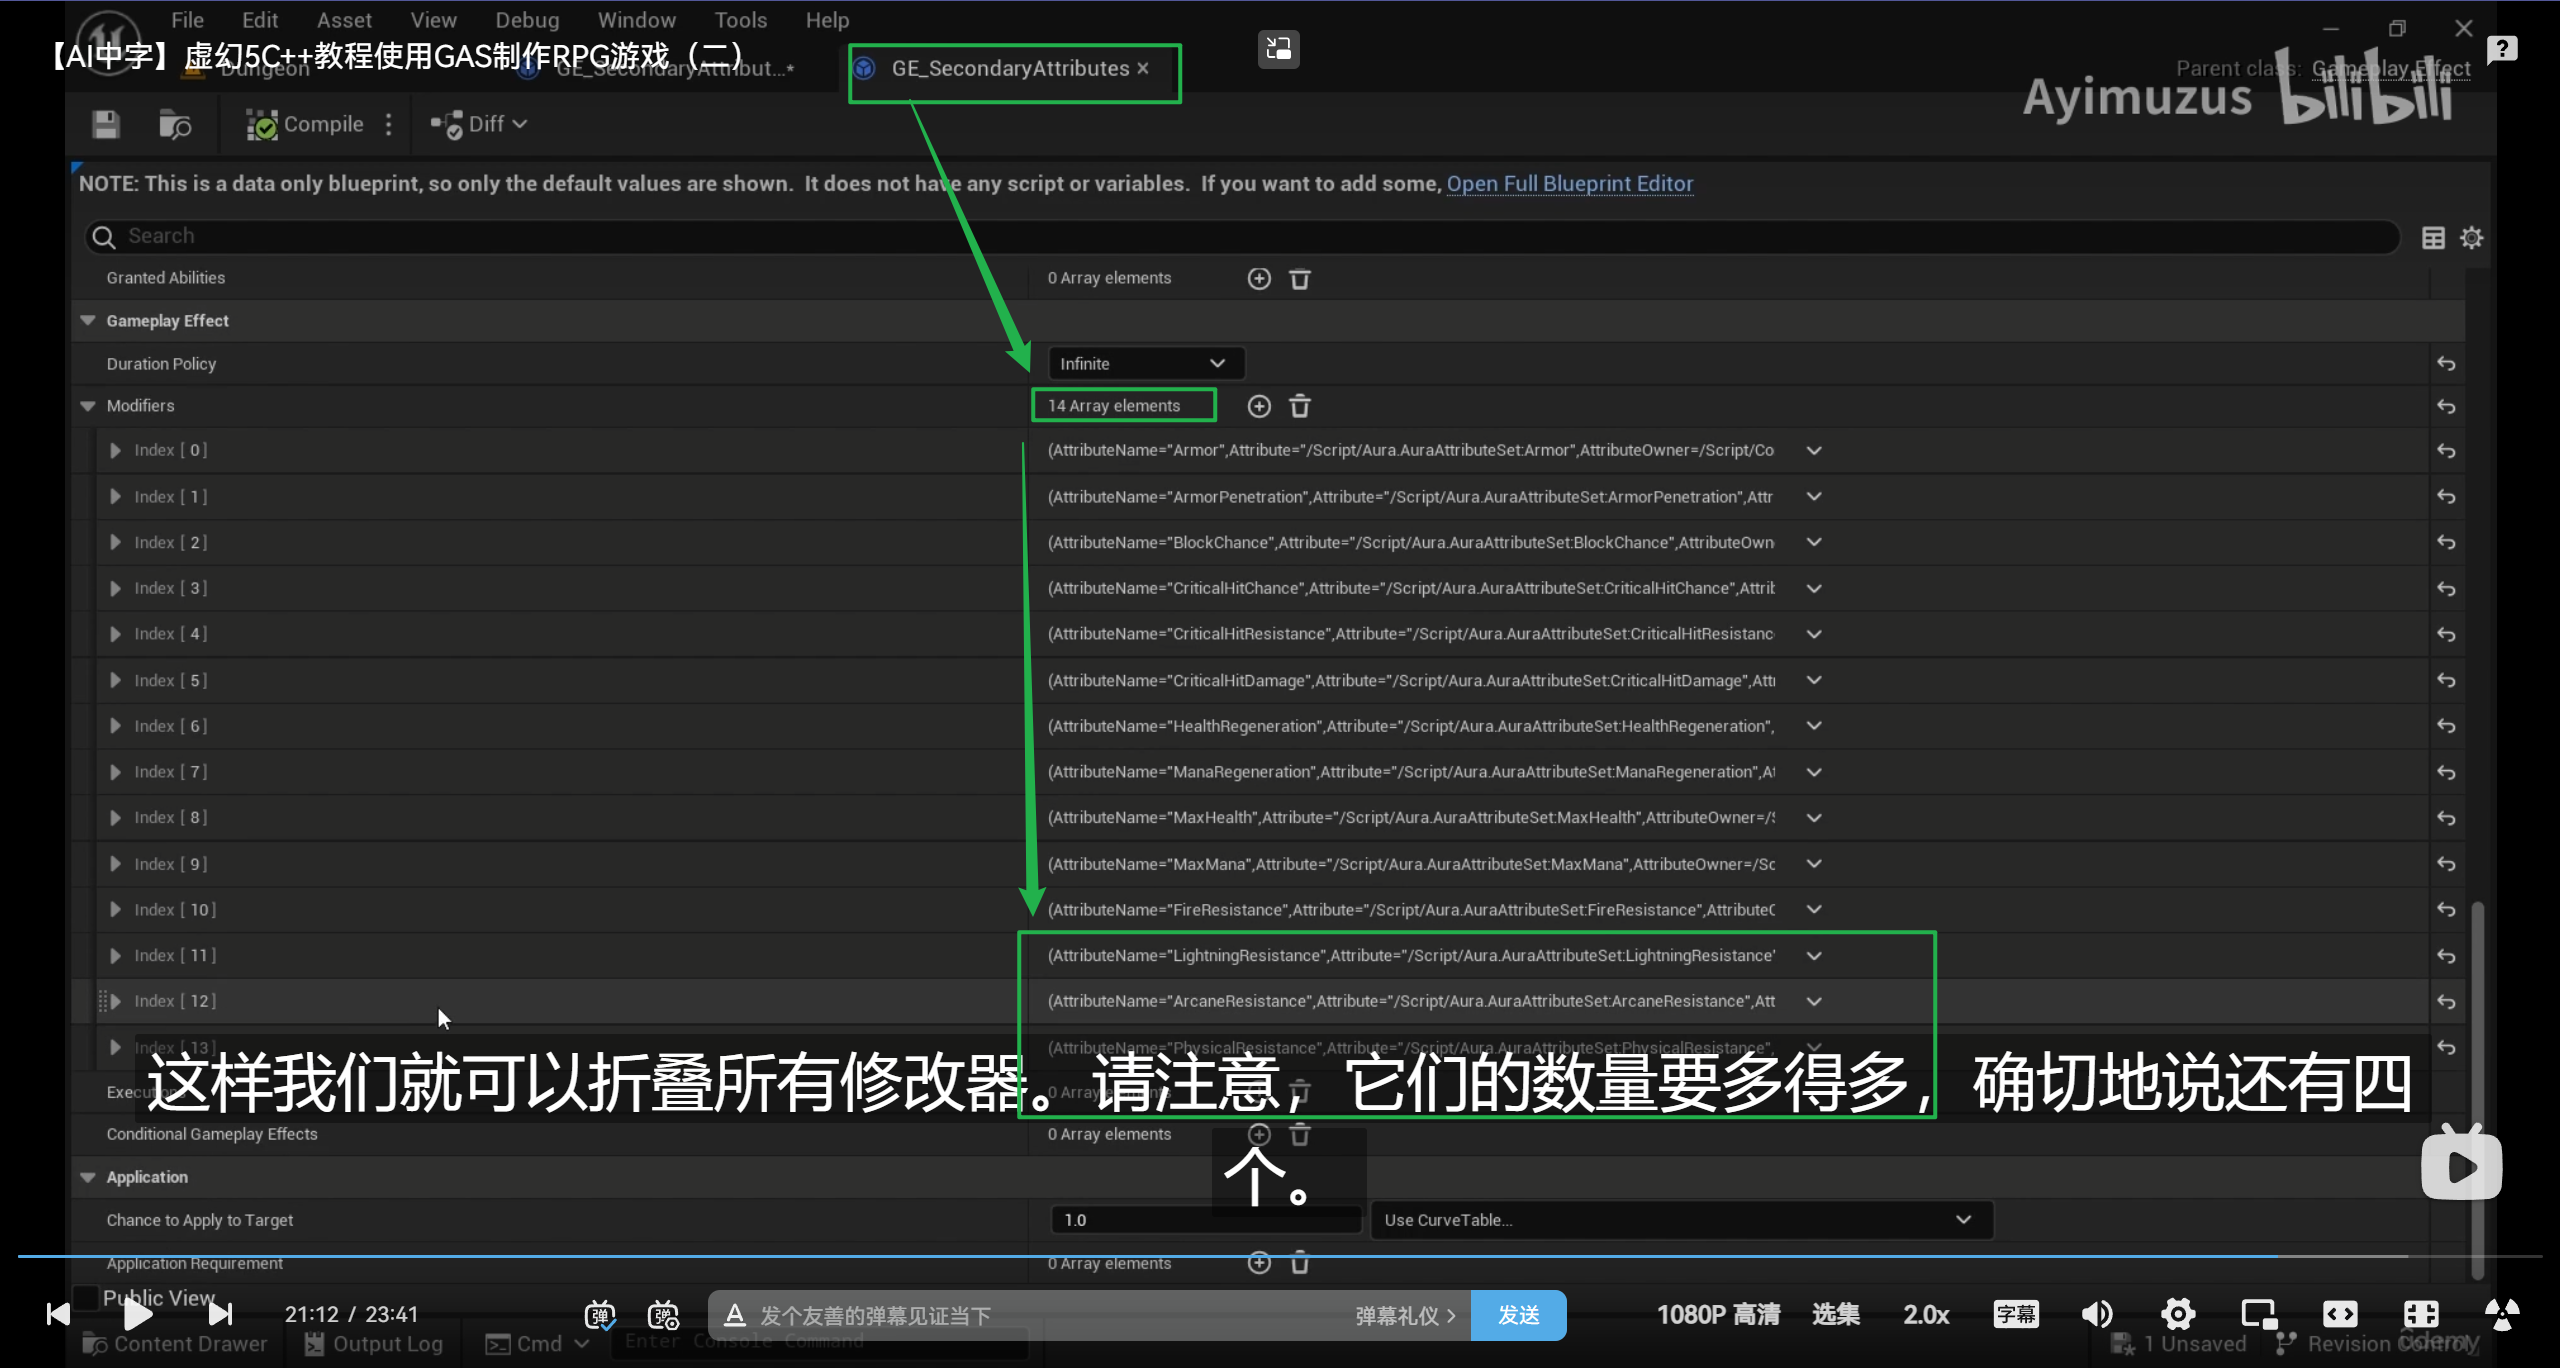 File Edit Asset View Debug Window Tools Help
【AI中字】虚幻5C++教程使用GAS制作RPG游戏（二）
Dungeon
GE_SecondaryAttribut...*
GE_SecondaryAttributes ×
Parent class: Gameplay Effect
Ayimuzus bilibili
Compile Diff
NOTE: This is a data only blueprint, so only the default values are shown. It does not have any script or variables. If you want to add some, Open Full Blueprint Editor
Search
Granted Abilities 0 Array elements
Gameplay Effect
Duration Policy Infinite
Modifiers 14 Array elements
Index [ 0 ] (AttributeName="Armor",Attribute="/Script/Aura.AuraAttributeSet:Armor",AttributeOwner=/Script/Co
Index [ 1 ] (AttributeName="ArmorPenetration",Attribute="/Script/Aura.AuraAttributeSet:ArmorPenetration",Attr
Index [ 2 ] (AttributeName="BlockChance",Attribute="/Script/Aura.AuraAttributeSet:BlockChance",AttributeOwn
Index [ 3 ] (AttributeName="CriticalHitChance",Attribute="/Script/Aura.AuraAttributeSet:CriticalHitChance",Attrib
Index [ 4 ] (AttributeName="CriticalHitResistance",Attribute="/Script/Aura.AuraAttributeSet:CriticalHitResistanc
Index [ 5 ] (AttributeName="CriticalHitDamage",Attribute="/Script/Aura.AuraAttributeSet:CriticalHitDamage",Att
Index [ 6 ] (AttributeName="HealthRegeneration",Attribute="/Script/Aura.AuraAttributeSet:HealthRegeneration",
Index [ 7 ] (AttributeName="ManaRegeneration",Attribute="/Script/Aura.AuraAttributeSet:ManaRegeneration",At
Index [ 8 ] (AttributeName="MaxHealth",Attribute="/Script/Aura.AuraAttributeSet:MaxHealth",AttributeOwner=/S
Index [ 9 ] (AttributeName="MaxMana",Attribute="/Script/Aura.AuraAttributeSet:MaxMana",AttributeOwner=/Sc
Index [ 10 ] (AttributeName="FireResistance",Attribute="/Script/Aura.AuraAttributeSet:FireResistance",AttributeO
Index [ 11 ] (AttributeName="LightningResistance",Attribute="/Script/Aura.AuraAttributeSet:LightningResistance"
Index [ 12 ] (AttributeName="ArcaneResistance",Attribute="/Script/Aura.AuraAttributeSet:ArcaneResistance",Att
Index [ 13 ] (AttributeName="PhysicalResistance",Attribute="/Script/Aura.AuraAttributeSet:PhysicalResistance",
这样我们就可以折叠所有修改器。请注意，它们的数量要多得多，确切地说还有四
个。
Executions 0 Array elements
Conditional Gameplay Effects 0 Array elements
Application
Chance to Apply to Target 1.0 Use CurveTable...
Application Requirement 0 Array elements
Public View
21:12 / 23:41 发个友善的弹幕见证当下 弹幕礼仪 > 发送 1080P 高清 选集 2.0x 字幕
Content Drawer Output Log Cmd Enter Console Command 1 Unsaved Revision Control
ûdemy